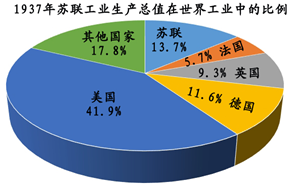 1937年苏联工业生产总值在世界工业中的比例
其他国家
17.8%
苏联
13.7%
5.7% 法国
9.3% 英国
11.6% 德国
美国
41.9%